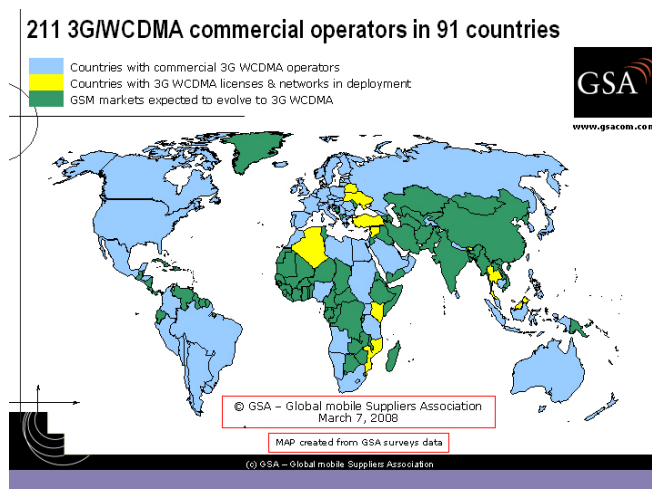 211 3G/WCDMA commercial operators in 91 countries
Countries with commercial 3G WCDMA operators
Countries with 3G WCDMA licenses & networks in deployment
GSM markets expected to evolve to 3G WCDMA
GSA
www.gsacom.com
© GSA – Global mobile Suppliers Association
March 7, 2008
MAP created from GSA surveys data
(c) GSA – Global mobile Suppliers Association